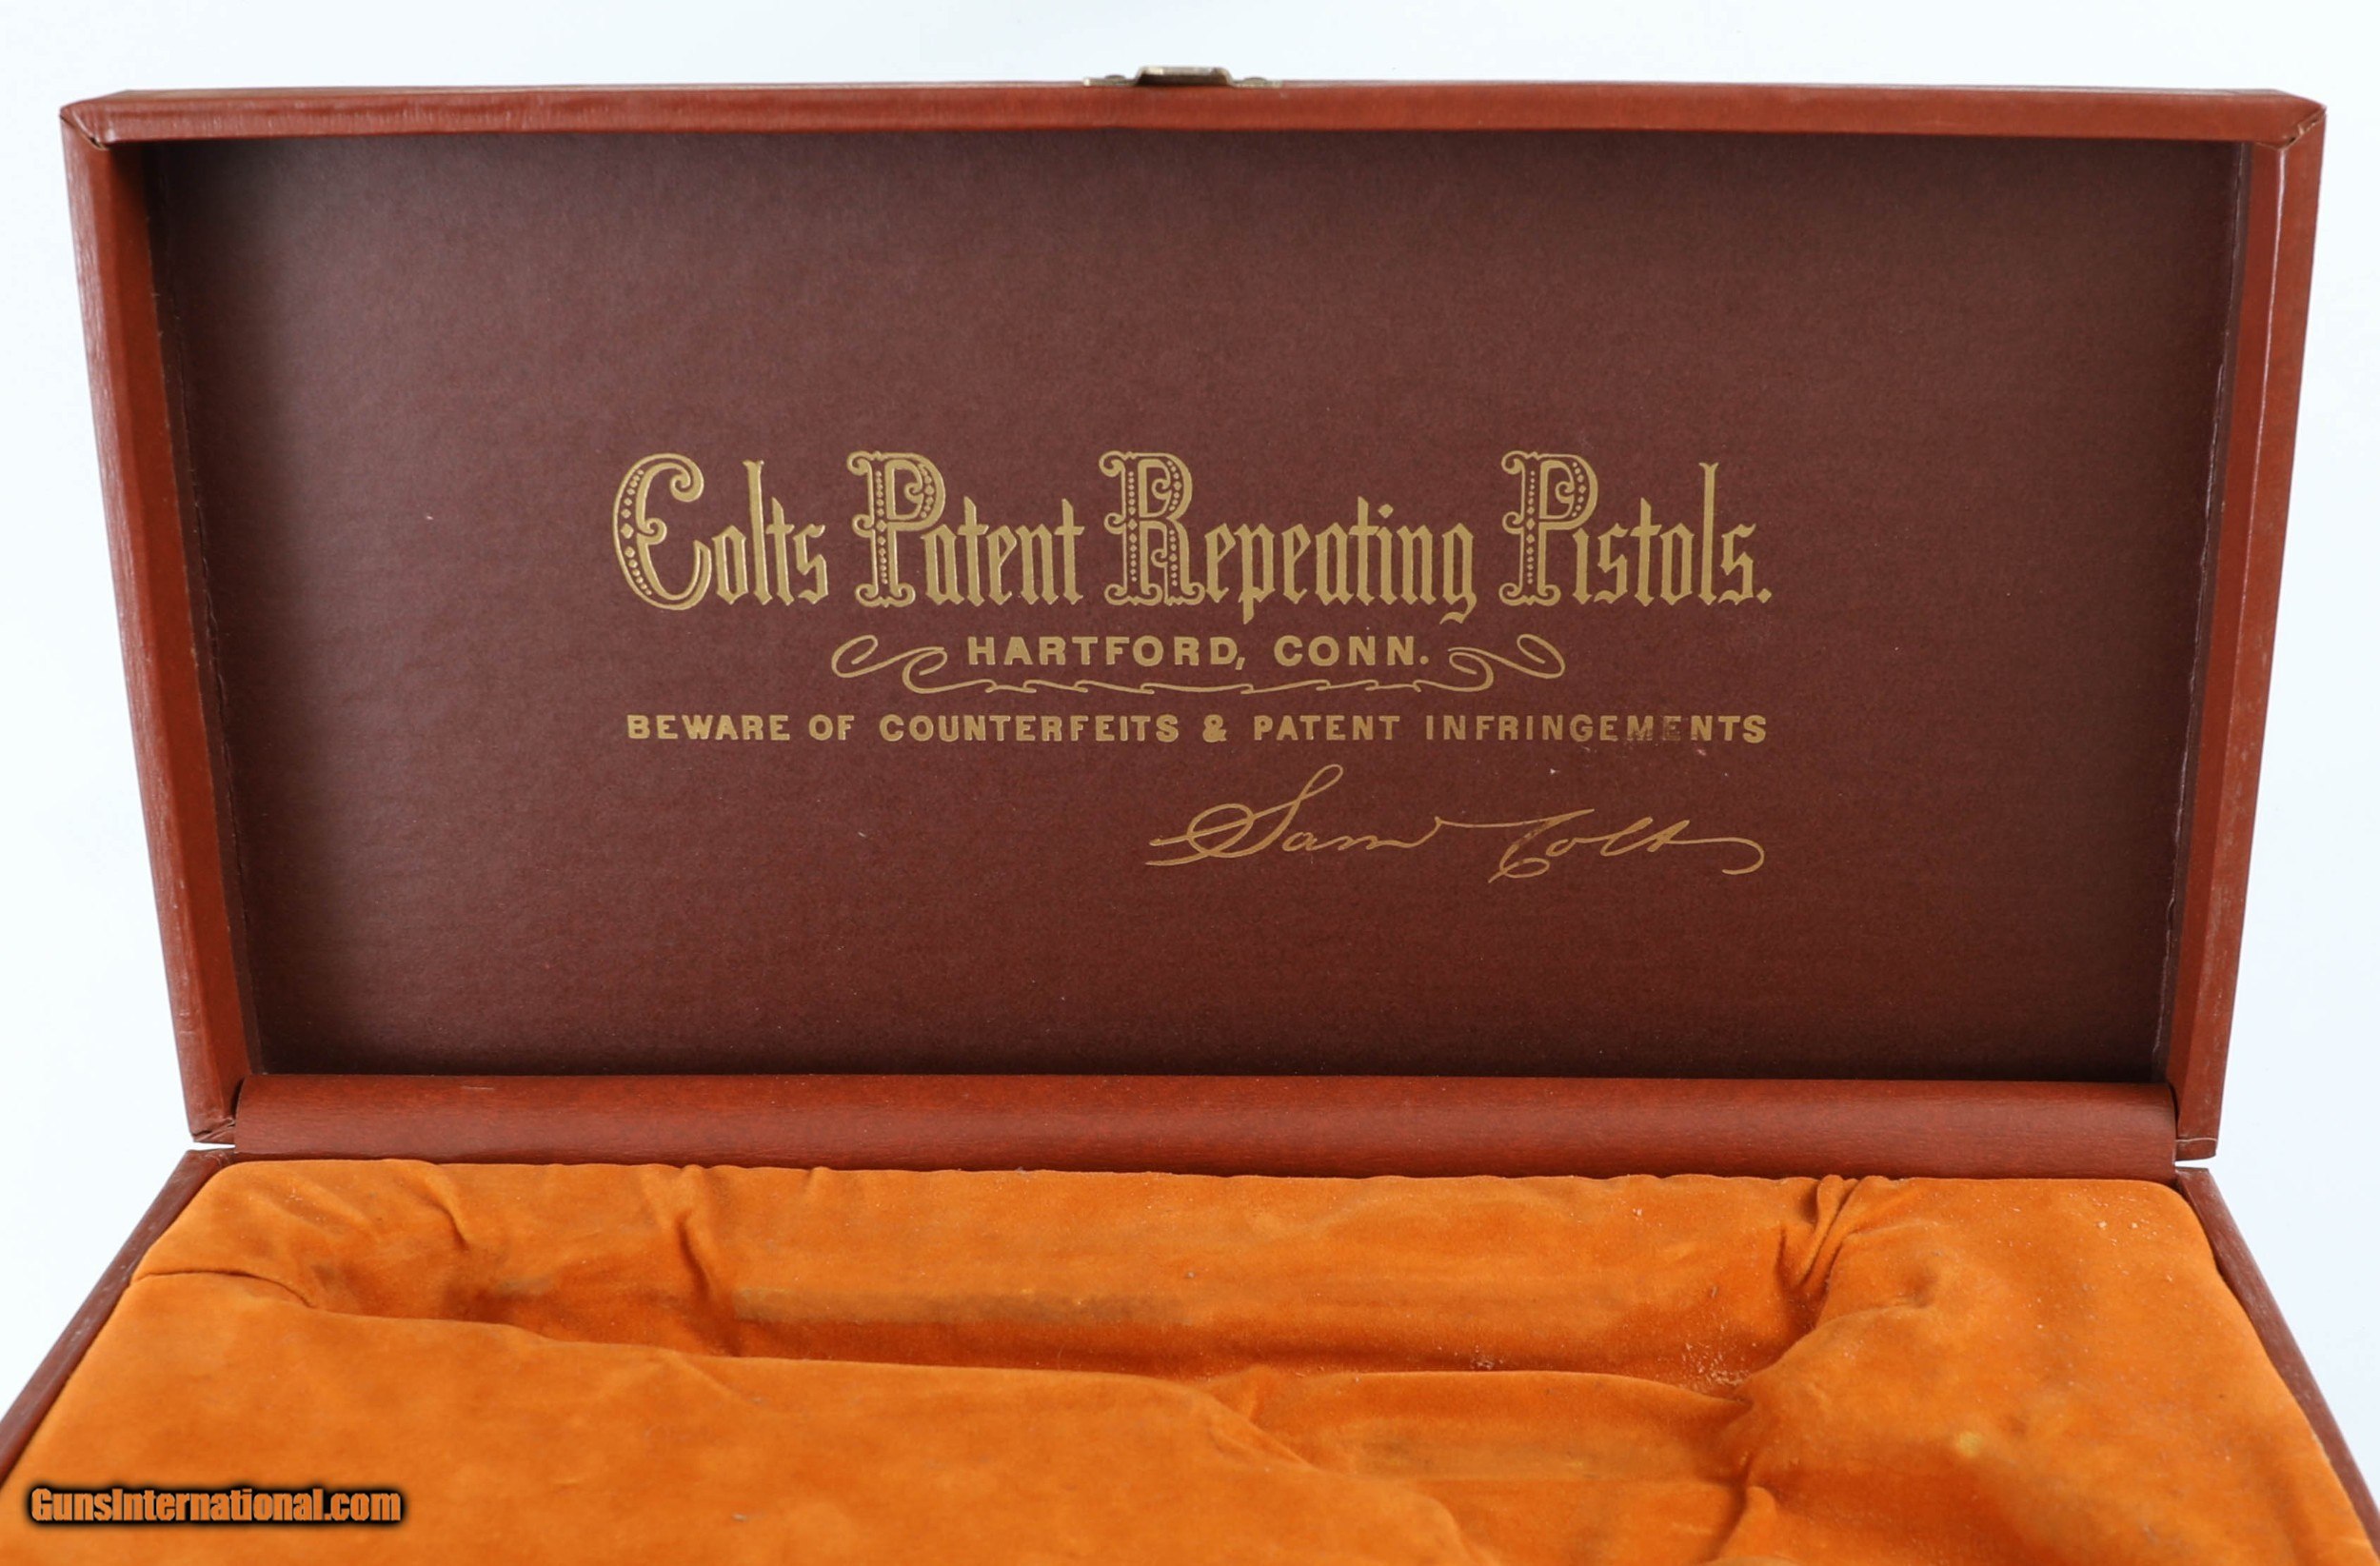 Colts Patent Repeating Pistols.
HARTFORD, CONN.
BEWARE OF COUNTERFEITS & PATENT INFRINGEMENTS
Sam Colt
GunsInternational.com